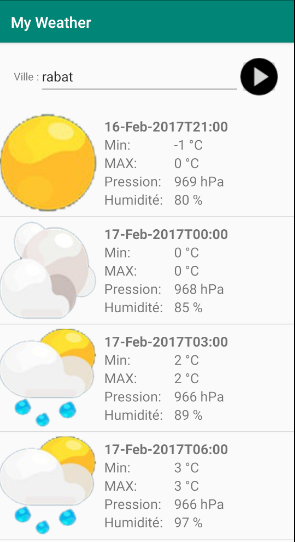 My Weather
Ville : rabat
16-Feb-2017T21:00
Min: -1 °C
MAX: 0 °C
Pression: 969 hPa
Humidité: 80 %
17-Feb-2017T00:00
Min: 0 °C
MAX: 0 °C
Pression: 968 hPa
Humidité: 85 %
17-Feb-2017T03:00
Min: 2 °C
MAX: 2 °C
Pression: 966 hPa
Humidité: 89 %
17-Feb-2017T06:00
Min: 3 °C
MAX: 3 °C
Pression: 966 hPa
Humidité: 97 %